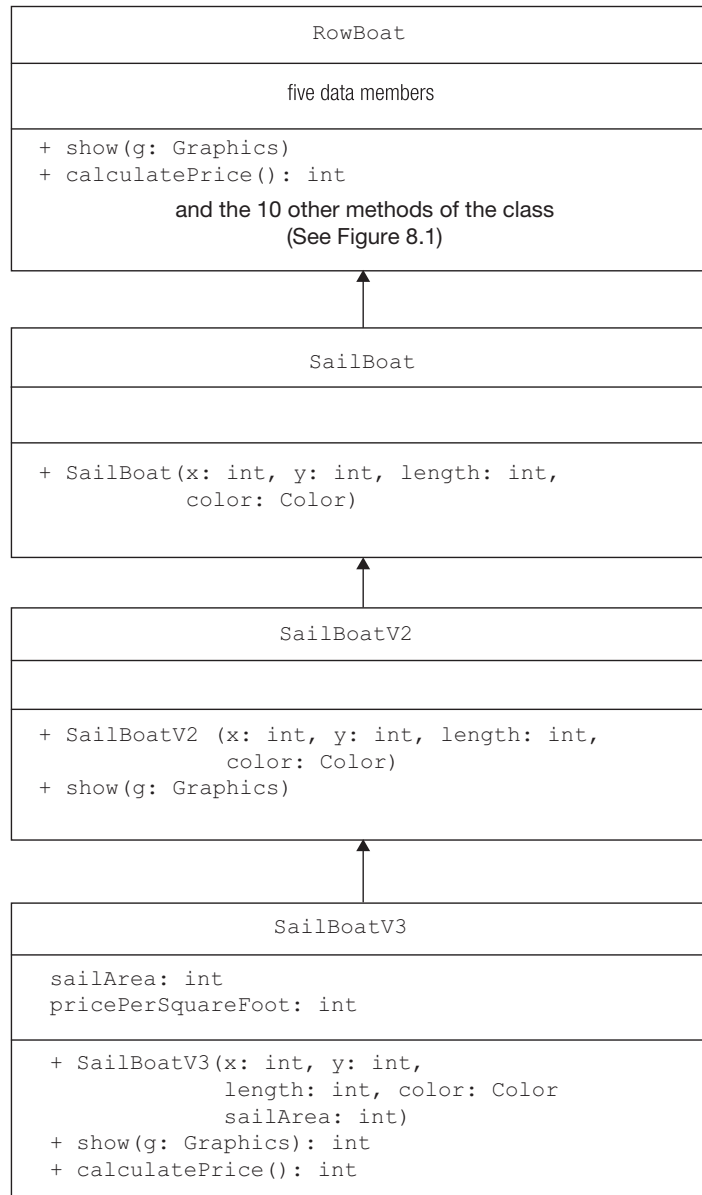 RowBoat
five data members
+ show(g: Graphics)
+ calculatePrice(): int
and the 10 other methods of the class
(See Figure 8.1)
SailBoat
+ SailBoat(x: int, y: int, length: int,
color: Color)
SailBoatV2
+ SailBoatV2 (x: int, y: int, length: int,
color: Color)
+ show(g: Graphics)
SailBoatV3
sailArea: int
pricePerSquareFoot: int
+ SailBoatV3(x: int, y: int,
length: int, color: Color
sailArea: int)
+ show(g: Graphics): int
+ calculatePrice(): int